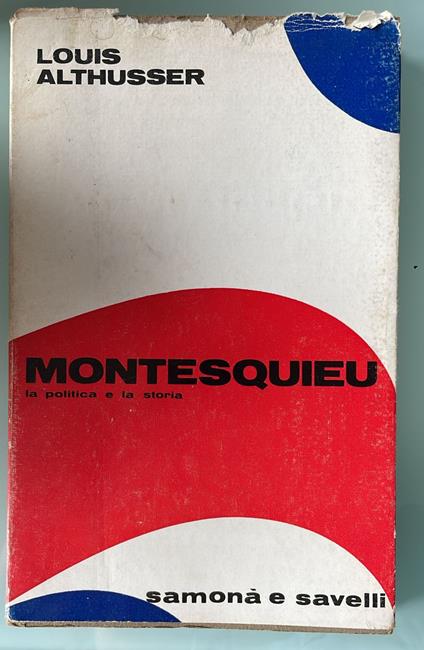 LOUIS
ALTHUSSER
MONTESQUIEU
la politica e la storia
samonà e savelli